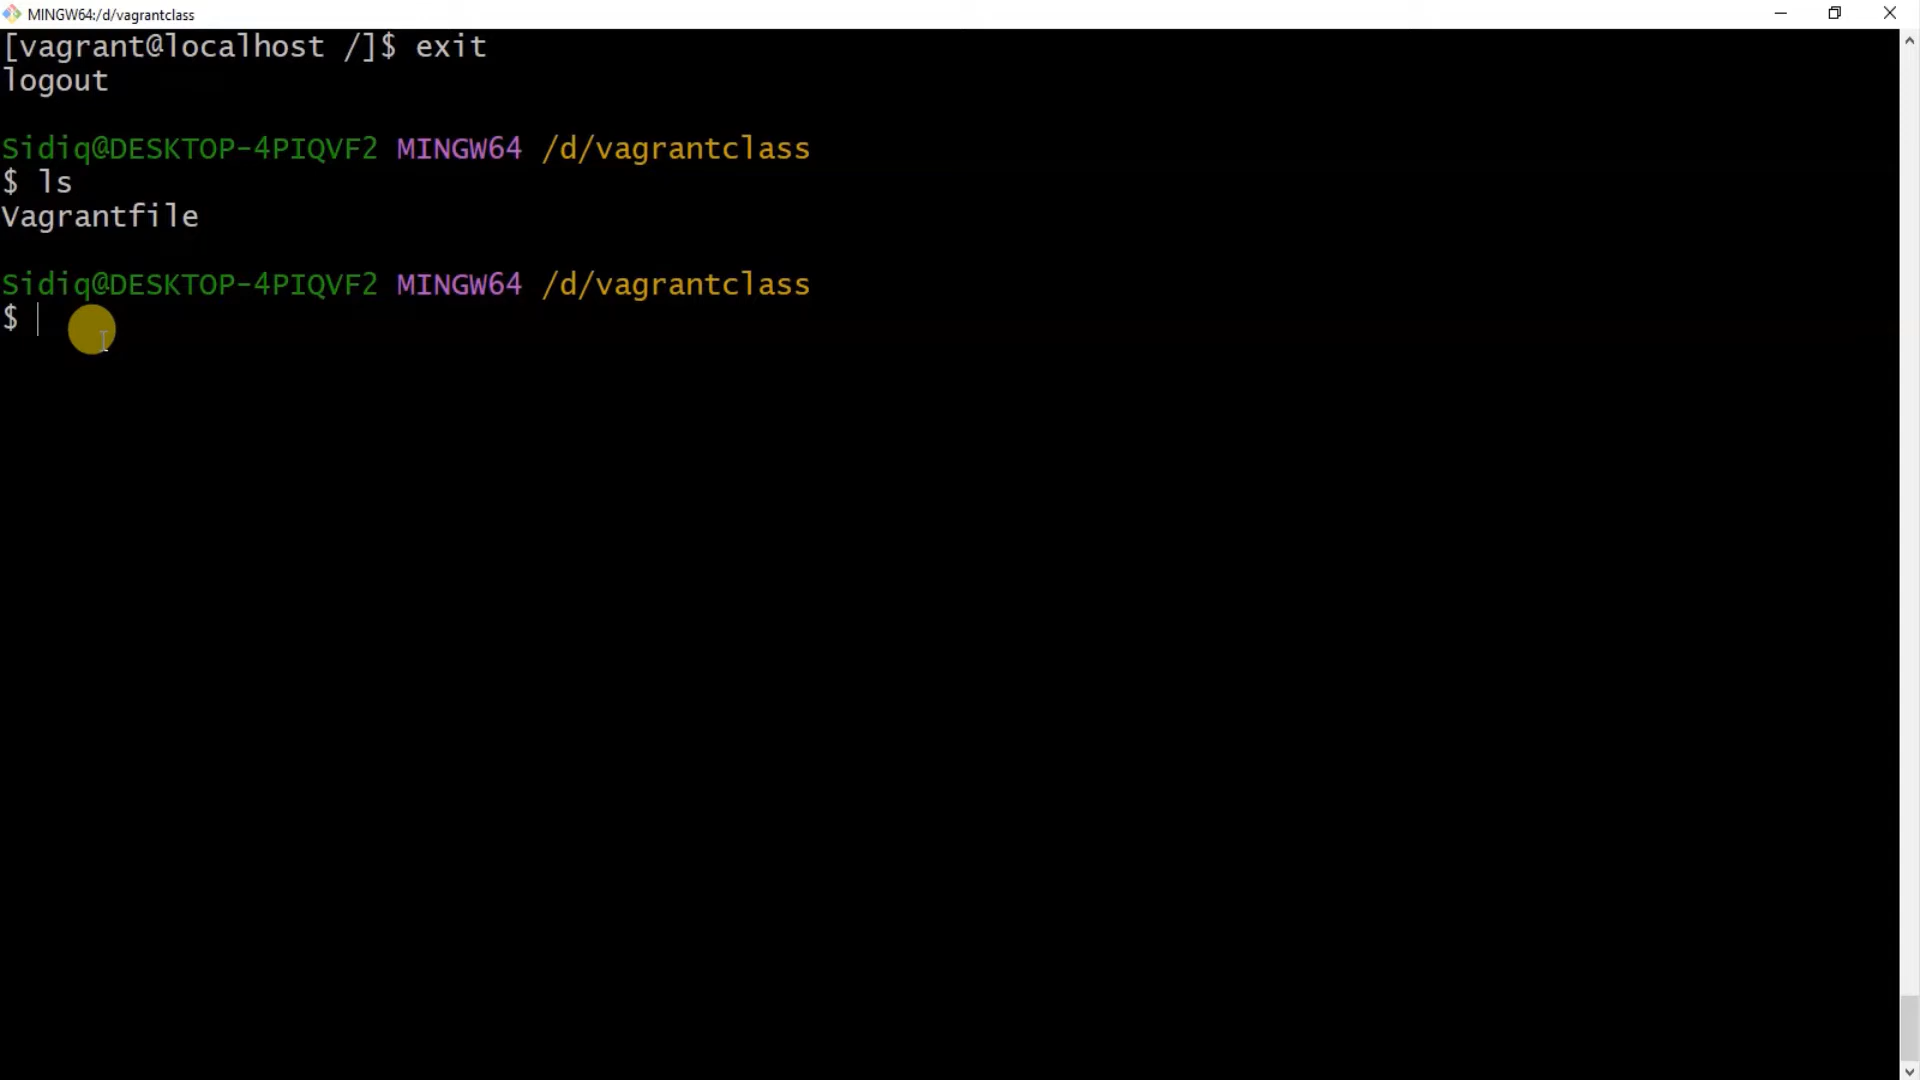 MINGW64:/d/vagrantclass
[vagrant@localhost /]$ exit
logout
Sidiq@DESKTOP-4PIQVF2 MINGW64 /d/vagrantclass
$ ls
Vagrantfile
Sidiq@DESKTOP-4PIQVF2 MINGW64 /d/vagrantclass
$